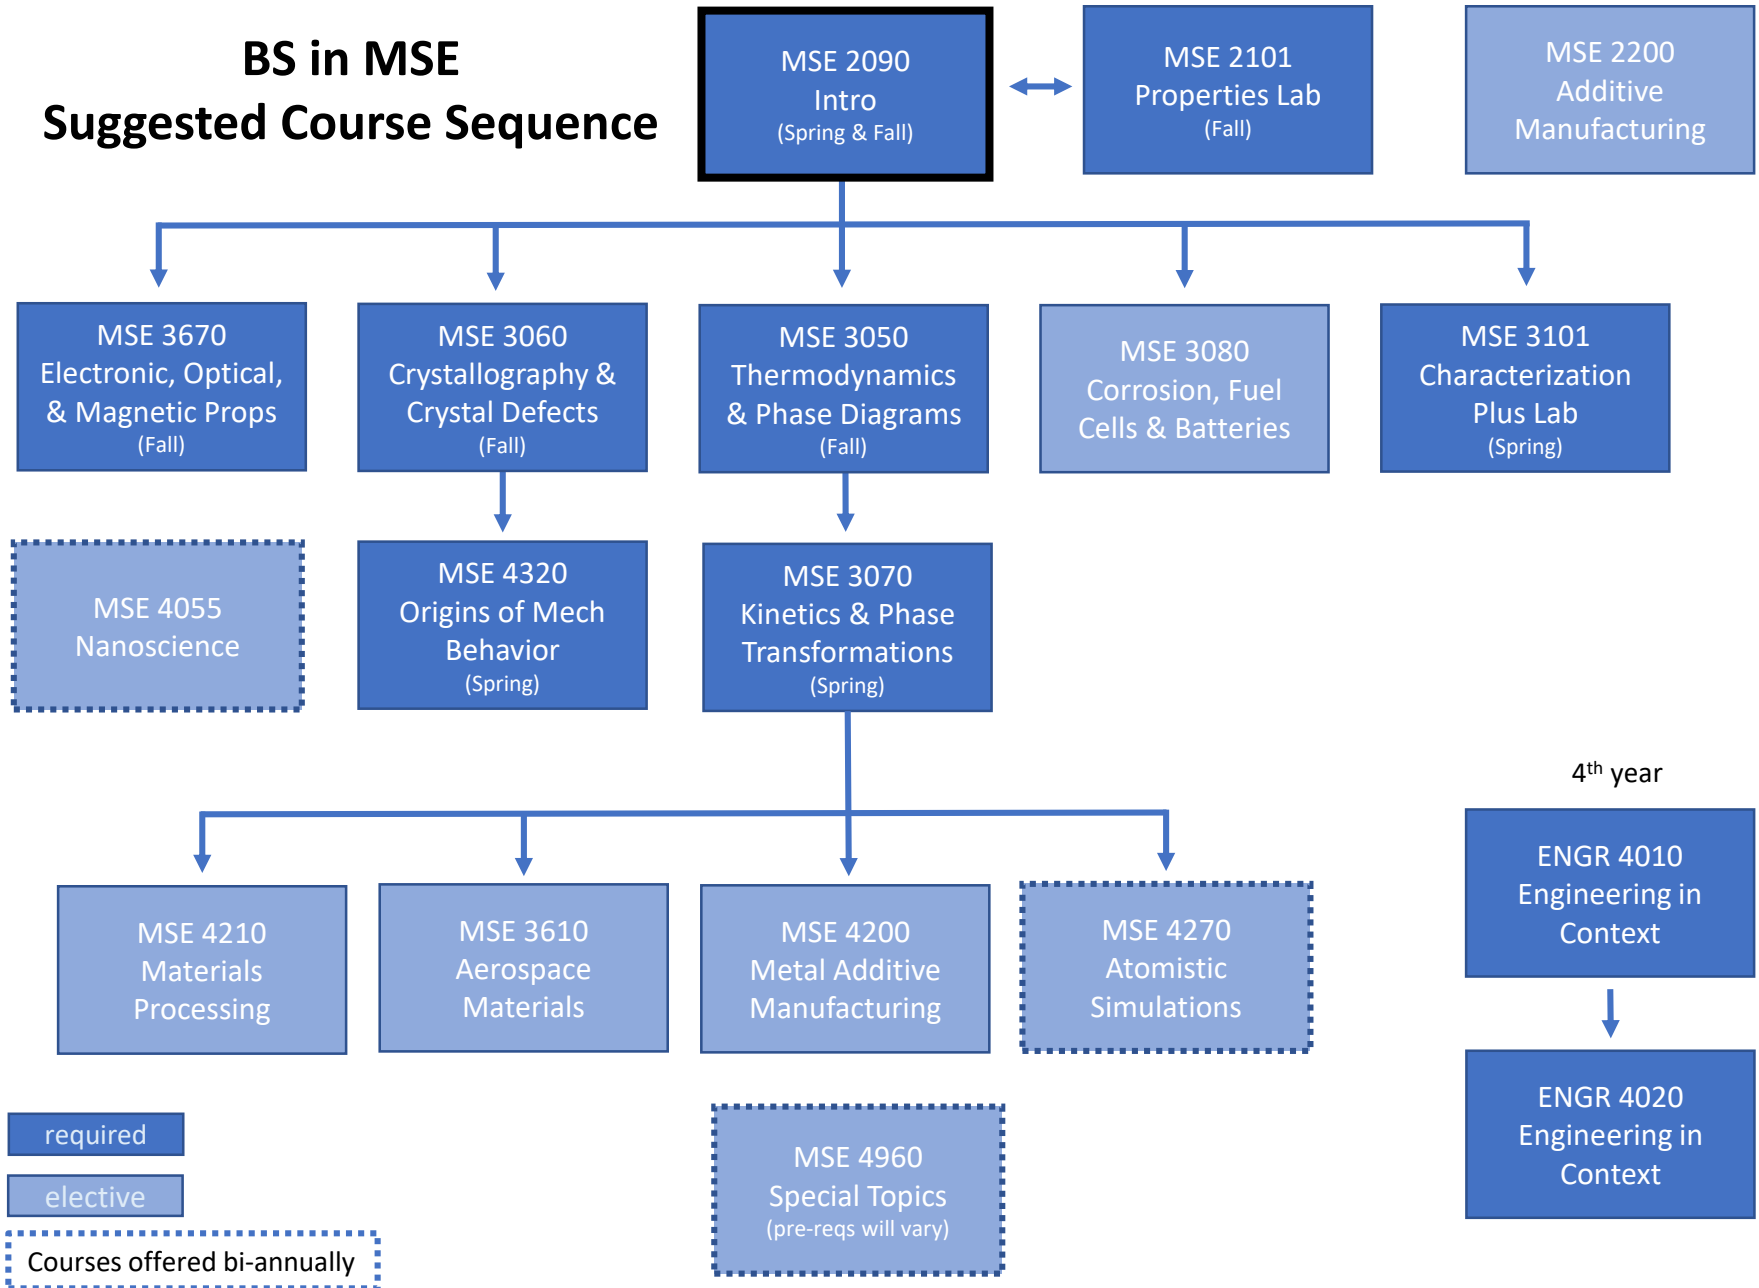 BS in MSE
Suggested Course Sequence
MSE 2090
Intro
(Spring & Fall)
MSE 2101
Properties Lab
(Fall)
MSE 2200
Additive
Manufacturing
MSE 3670
Electronic, Optical,
& Magnetic Props
(Fall)
MSE 3060
Crystallography &
Crystal Defects
(Fall)
MSE 3050
Thermodynamics
& Phase Diagrams
(Fall)
MSE 3080
Corrosion, Fuel
Cells & Batteries
MSE 3101
Characterization
Plus Lab
(Spring)
MSE 4055
Nanoscience
MSE 4320
Origins of Mech
Behavior
(Spring)
MSE 3070
Kinetics & Phase
Transformations
(Spring)
4th year
MSE 4210
Materials
Processing
MSE 3610
Aerospace
Materials
MSE 4200
Metal Additive
Manufacturing
MSE 4270
Atomistic
Simulations
ENGR 4010
Engineering in
Context
ENGR 4020
Engineering in
Context
MSE 4960
Special Topics
(pre-reqs will vary)
required
elective
Courses offered bi-annually